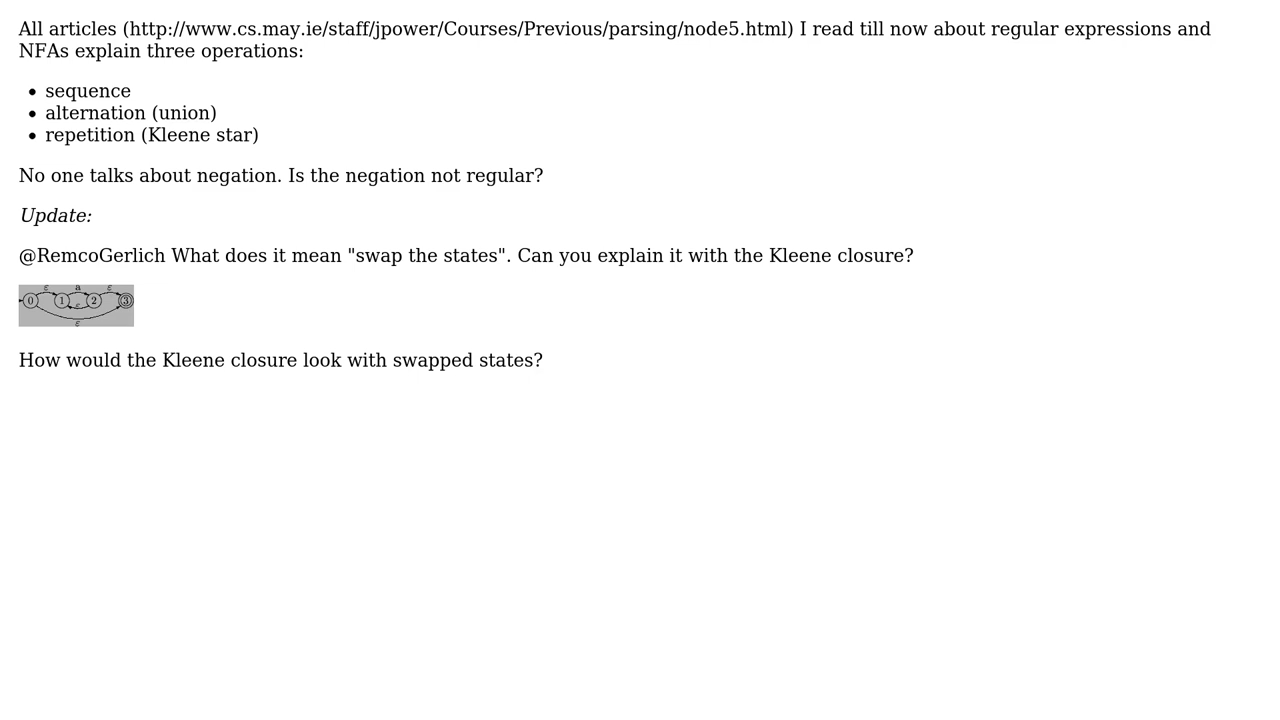 All articles (http://www.cs.may.ie/staff/jpower/Courses/Previous/parsing/node5.html) I read till now about regular expressions and
NFAs explain three operations:
• sequence
• alternation (union)
• repetition (Kleene star)
No one talks about negation. Is the negation not regular?
Update:
@RemcoGerlich What does it mean "swap the states". Can you explain it with the Kleene closure?
ε a ε
0 1 2 3
ε
ε
How would the Kleene closure look with swapped states?